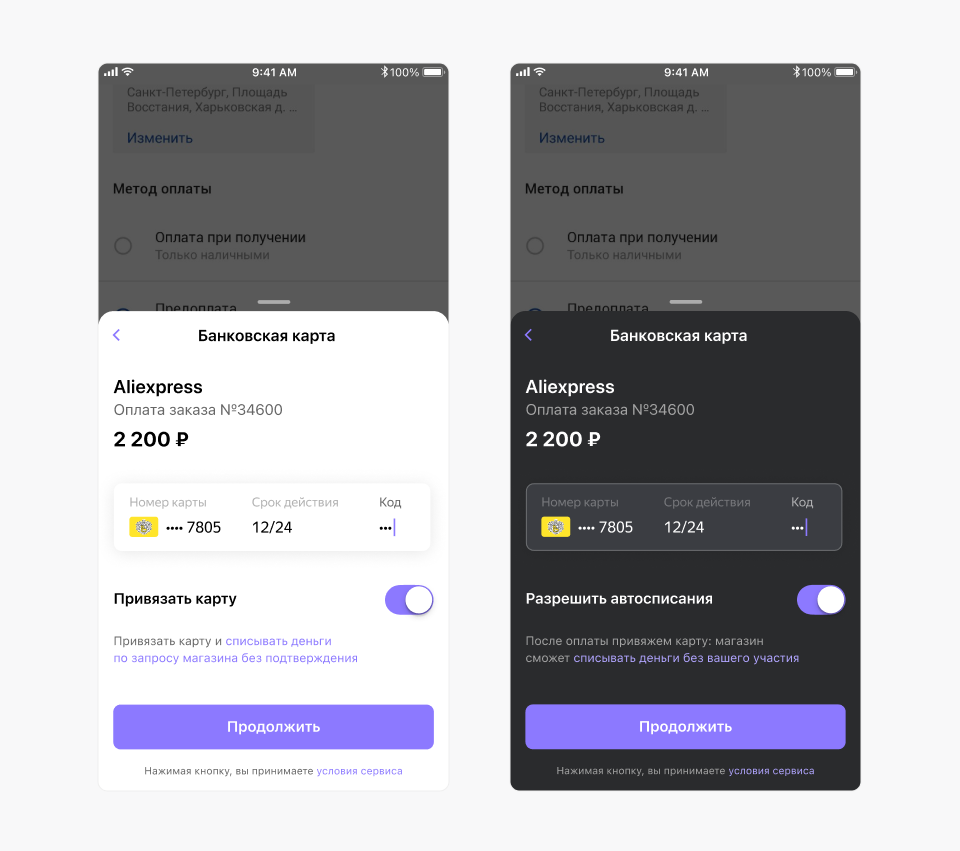 9:41 AM
100%
Санкт-Петербург, Площадь
Восстания, Харьковская д. ...
Изменить
Метод оплаты
Оплата при получении
Только наличными
Предоплата
Банковская карта
Aliexpress
Оплата заказа №34600
2 200 ₽
Номер карты Срок действия Код
•••• 7805 12/24 •••
Привязать карту
Привязать карту и списывать деньги
по запросу магазина без подтверждения
Продолжить
Нажимая кнопку, вы принимаете условия сервиса
9:41 AM
100%
Санкт-Петербург, Площадь
Восстания, Харьковская д. ...
Изменить
Метод оплаты
Оплата при получении
Только наличными
Предоплата
Банковская карта
Aliexpress
Оплата заказа №34600
2 200 ₽
Номер карты Срок действия Код
•••• 7805 12/24 •••
Разрешить автосписания
После оплаты привяжем карту: магазин
сможет списывать деньги без вашего участия
Продолжить
Нажимая кнопку, вы принимаете условия сервиса